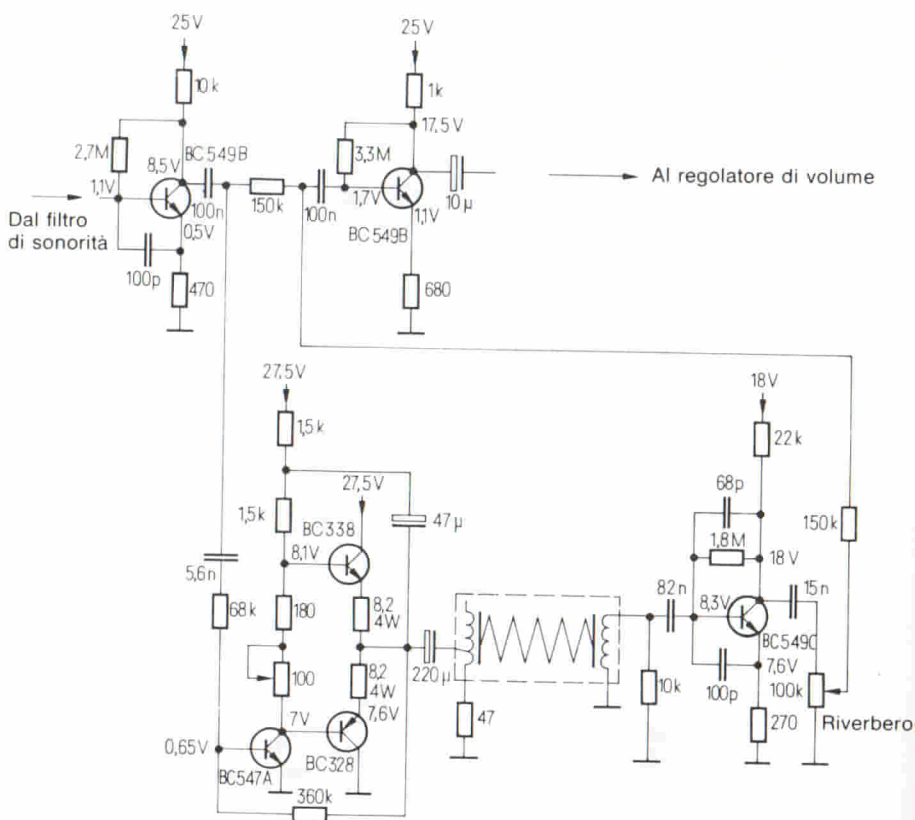 25V
10k
2,7M
8,5V
BC549B
1,1V
100n
0,5V
100p
470
Dal filtro
di sonorità
150k
100n
25V
1k
17,5V
3,3M
1,7V
1,1V
10µ
BC549B
680
Al regolatore di volume
27,5V
1,5k
27,5V
1,5k
BC338
47µ
8,1V
5,6n
68k
180
8,2
4W
100
8,2
4W
220µ
7V
7,6V
0,65V
BC547A
BC328
360k
47
18V
22k
68p
1,8M
18V
150k
82n
15n
8,3V
BC549C
7,6V
10k
100p
100k
270
Riverbero